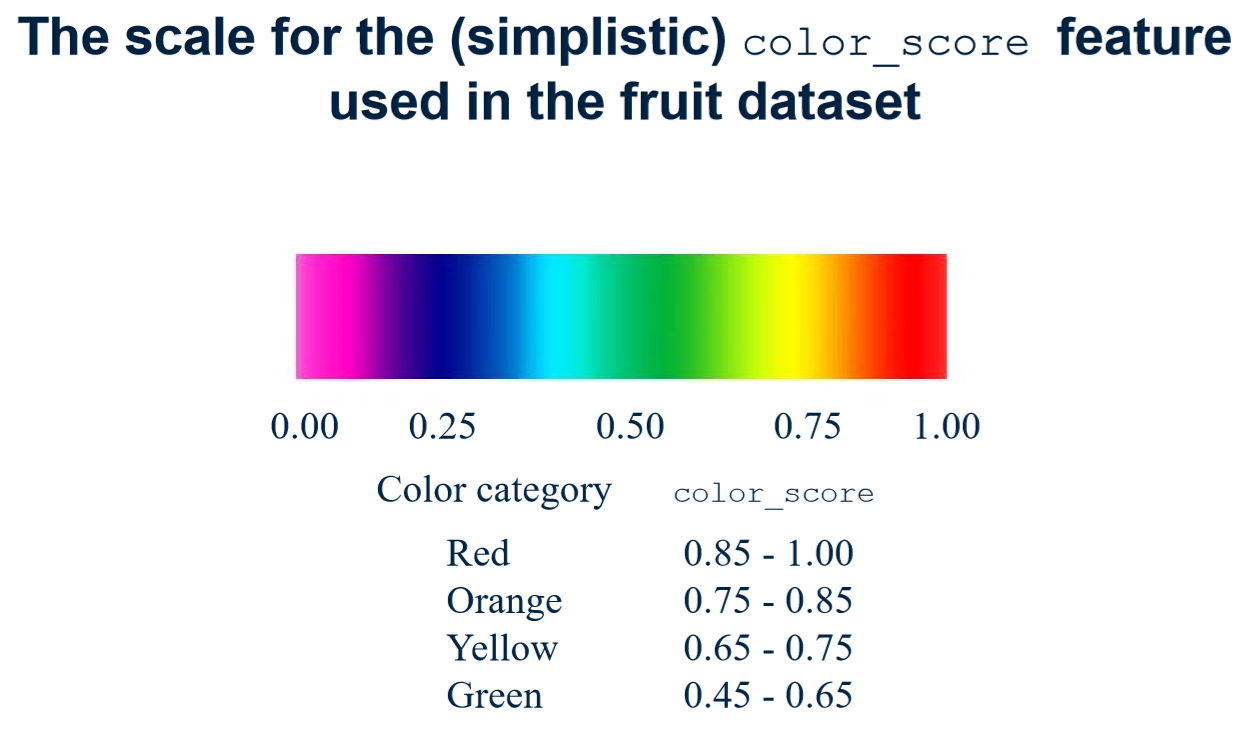 The scale for the (simplistic) color_score feature
used in the fruit dataset
0.00 0.25 0.50 0.75 1.00
Color category color_score
Red 0.85 - 1.00
Orange 0.75 - 0.85
Yellow 0.65 - 0.75
Green 0.45 - 0.65